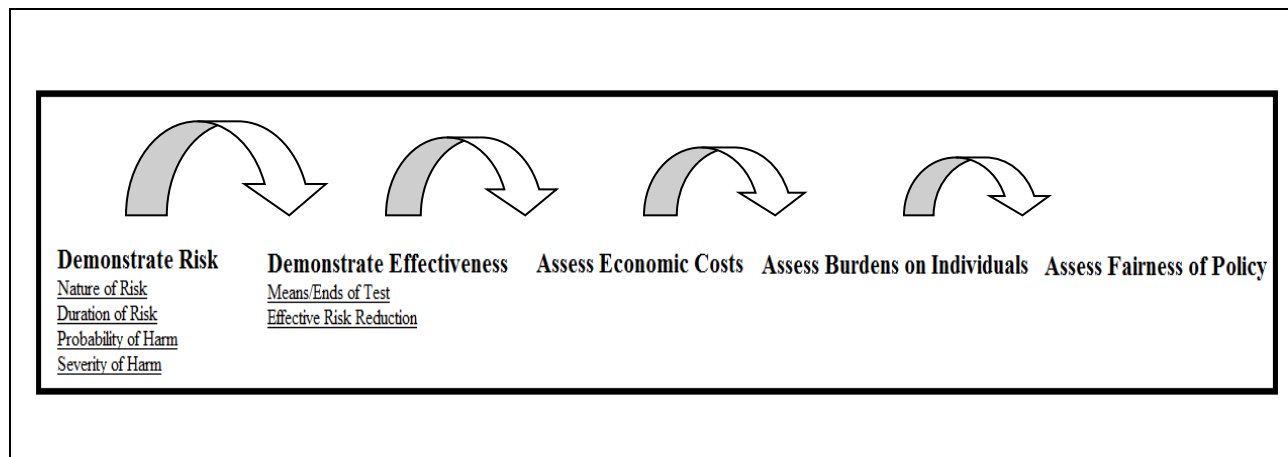 Demonstrate Risk
Nature of Risk
Duration of Risk
Probability of Harm
Severity of Harm
Demonstrate Effectiveness
Means/Ends of Test
Effective Risk Reduction
Assess Economic Costs
Assess Burdens on Individuals
Assess Fairness of Policy